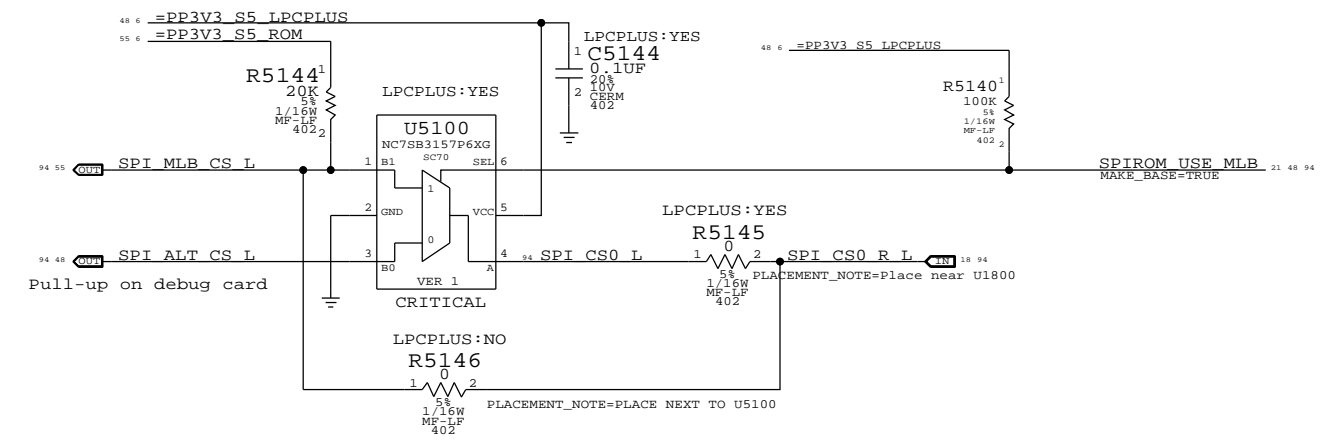 48 6 =PP3V3_S5_LPCPLUS
55 6 =PP3V3_S5_ROM
R5144 1
20K
5%
1/16W
MF-LF
402 2
LPCPLUS:YES
LPCPLUS:YES
1 C5144
0.1UF
20%
10V
2 CERM
402
48 6 =PP3V3_S5_LPCPLUS
R5140 1
100K
5%
1/16W
MF-LF
402 2
U5100
NC7SB3157P6XG
SC70
94 55 OUT SPI_MLB_CS_L 1 B1 SEL 6
1
SPIROM_USE_MLB 21 48 94
MAKE_BASE=TRUE
2 GND VCC 5
0
94 48 OUT SPI_ALT_CS_L 3 B0 A 4
VER 1
CRITICAL
Pull-up on debug card
94 SPI_CS0_L
LPCPLUS:YES
R5145
0
1 2
5%
1/16W
MF-LF
402
SPI_CS0_R_L IN 18 94
PLACEMENT_NOTE=Place near U1800
LPCPLUS:NO
R5146
0
1 2
5%
1/16W
MF-LF
402
PLACEMENT_NOTE=PLACE NEXT TO U5100